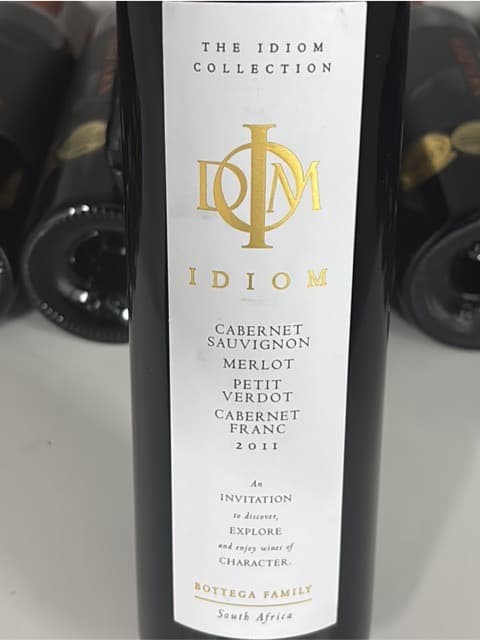 THE IDIOM
COLLECTION
IDIOM
IDIOM
CABERNET
SAUVIGNON
MERLOT
PETIT
VERDOT
CABERNET
FRANC
2011
An
INVITATION
to discover,
EXPLORE
and enjoy wines of
CHARACTER.
BOTTEGA FAMILY
South Africa